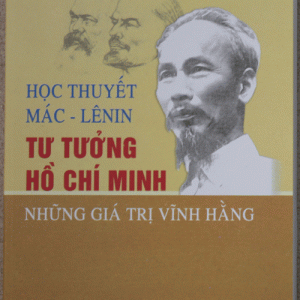 HỌC THUYẾT
MÁC - LÊNIN
TƯ TƯỞNG
HỒ CHÍ MINH
NHỮNG GIÁ TRỊ VĨNH HẰNG